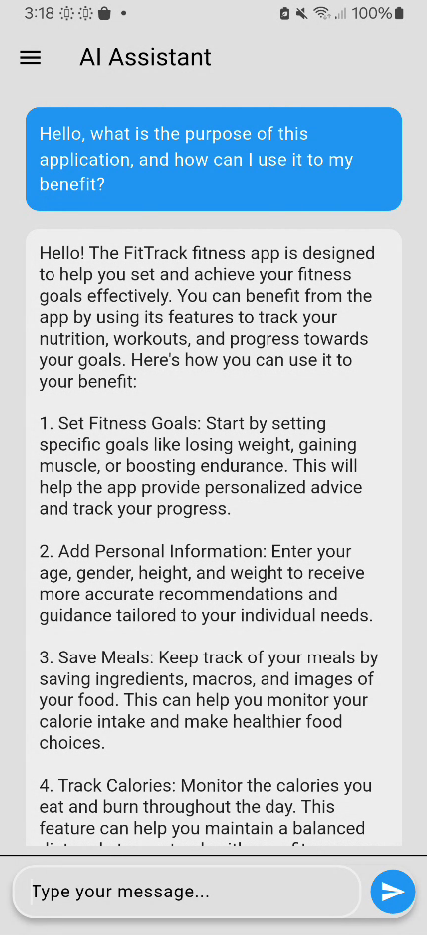 3:18
100%
AI Assistant
Hello, what is the purpose of this
application, and how can I use it to my
benefit?
Hello! The FitTrack fitness app is designed
to help you set and achieve your fitness
goals effectively. You can benefit from the
app by using its features to track your
nutrition, workouts, and progress towards
your goals. Here's how you can use it to
your benefit:
1. Set Fitness Goals: Start by setting
specific goals like losing weight, gaining
muscle, or boosting endurance. This will
help the app provide personalized advice
and track your progress.
2. Add Personal Information: Enter your
age, gender, height, and weight to receive
more accurate recommendations and
guidance tailored to your individual needs.
3. Save Meals: Keep track of your meals by
saving ingredients, macros, and images of
your food. This can help you monitor your
calorie intake and make healthier food
choices.
4. Track Calories: Monitor the calories you
eat and burn throughout the day. This
feature can help you maintain a balanced
Type your message...